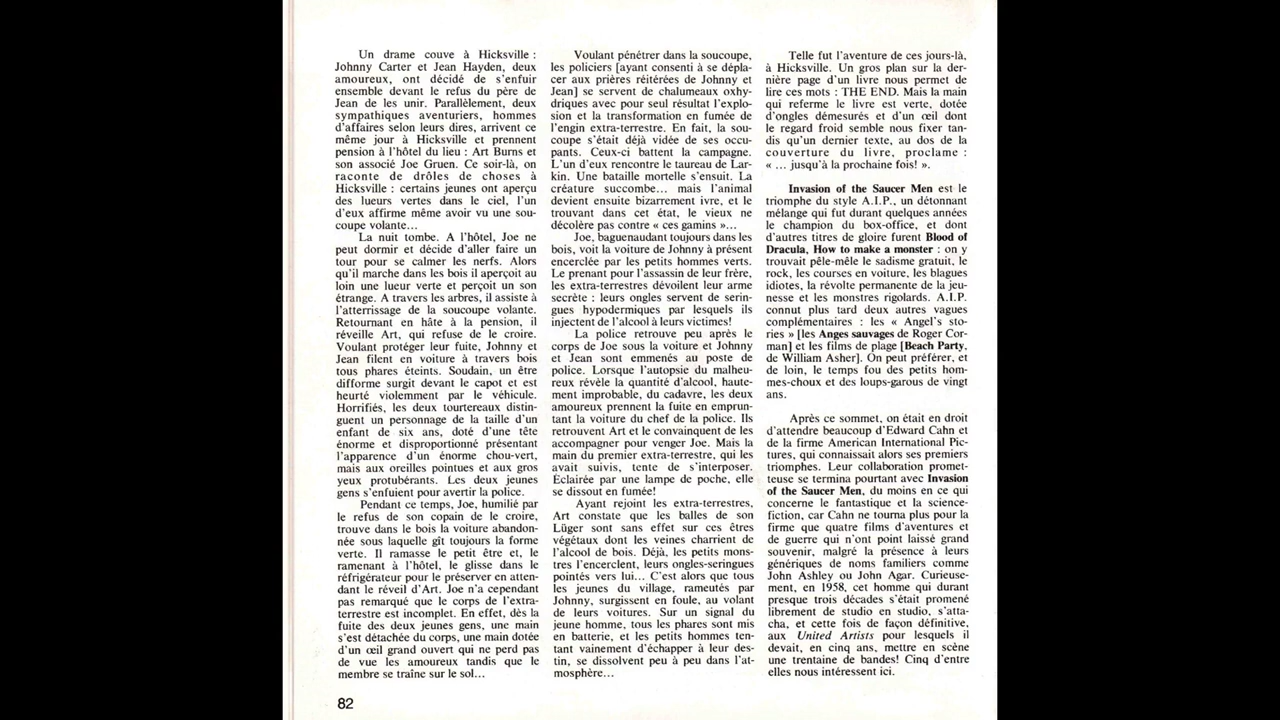 Un drame couve à Hicksville :
Johnny Carter et Jean Hayden, deux
amoureux, ont décidé de s'enfuir
ensemble devant le refus du père de
Jean de les unir. Parallèlement, deux
sympathiques aventuriers, hommes
d'affaires selon leurs dires, arrivent ce
même jour à Hicksville et prennent
pension à l'hôtel du lieu : Art Burns et
son associé Joe Gruen. Ce soir-là, on
raconte de drôles de choses à
Hicksville : certains jeunes ont aperçu
des lueurs vertes dans le ciel, l'un
d'eux affirme même avoir vu une sou-
coupe volante...
La nuit tombe. A l'hôtel, Joe ne
peut dormir et décide d'aller faire un
tour pour se calmer les nerfs. Alors
qu'il marche dans les bois il aperçoit au
loin une lueur verte et perçoit un son
étrange. A travers les arbres, il assiste à
l'atterrissage de la soucoupe volante.
Retournant en hâte à la pension, il
réveille Art, qui refuse de le croire.
Voulant protéger leur fuite, Johnny et
Jean filent en voiture à travers bois
tous phares éteints. Soudain, un être
difforme surgit devant le capot et est
heurté violemment par le véhicule.
Horrifiés, les deux tourtereaux distin-
guent un personnage de la taille d'un
enfant de six ans, doté d'une tête
énorme et disproportionné présentant
l'apparence d'un énorme chou-vert,
mais aux oreilles pointues et aux gros
yeux protubérants. Les deux jeunes
gens s'enfuient pour avertir la police.
Pendant ce temps, Joe, humilié par
le refus de son copain de le croire,
trouve dans le bois la voiture abandon-
née sous laquelle gît toujours la forme
verte. Il ramasse le petit être et, le
ramenant à l'hôtel, le glisse dans le
réfrigérateur pour le préserver en atten-
dant le réveil d'Art. Joe n'a cependant
pas remarqué que le corps de l'extra-
terrestre est incomplet. En effet, dès la
fuite des deux jeunes gens, une main
s'est détachée du corps, une main dotée
d'un œil grand ouvert qui ne perd pas
de vue les amoureux tandis que le
membre se traîne sur le sol...
Voulant pénétrer dans la soucoupe,
les policiers [ayant consenti à se dépla-
cer aux prières réitérées de Johnny et
Jean] se servent de chalumeaux oxhy-
driques avec pour seul résultat l'explo-
sion et la transformation en fumée de
l'engin extra-terrestre. En fait, la sou-
coupe s'était déjà vidée de ses occu-
pants. Ceux-ci battent la campagne.
L'un d'eux rencontre le taureau de Lar-
kin. Une bataille mortelle s'ensuit. La
créature succombe... mais l'animal
devient ensuite bizarrement ivre, et le
trouvant dans cet état, le vieux ne
décolère pas contre « ces gamins »...
Joe, baguenaudant toujours dans les
bois, voit la voiture de Johnny à présent
encerclée par les petits hommes verts.
Le prenant pour l'assassin de leur frère,
les extra-terrestres dévoilent leur arme
secrète : leurs ongles servent de serin-
gues hypodermiques par lesquels ils
injectent de l'alcool à leurs victimes!
La police retrouve peu après le
corps de Joe sous la voiture et Johnny
et Jean sont emmenés au poste de
police. Lorsque l'autopsie du malheu-
reux révèle la quantité d'alcool, haute-
ment improbable, du cadavre, les deux
amoureux prennent la fuite en emprun-
tant la voiture du chef de la police. Ils
retrouvent Art et le convainquent de les
accompagner pour venger Joe. Mais la
main du premier extra-terrestre, qui les
avait suivis, tente de s'interposer.
Éclairée par une lampe de poche, elle
se dissout en fumée!
Ayant rejoint les extra-terrestres,
Art constate que les balles de son
Lüger sont sans effet sur ces êtres
végétaux dont les veines charrient de
l'alcool de bois. Déjà, les petits mons-
tres l'encerclent, leurs ongles-seringues
pointés vers lui... C'est alors que tous
les jeunes du village, rameutés par
Johnny, surgissent en foule, au volant
de leurs voitures. Sur un signal du
jeune homme, tous les phares sont mis
en batterie, et les petits hommes ten-
tant vainement d'échapper à leur des-
tin, se dissolvent peu à peu dans l'at-
mosphère...
Telle fut l'aventure de ces jours-là,
à Hicksville. Un gros plan sur la der-
nière page d'un livre nous permet de
lire ces mots : THE END. Mais la main
qui referme le livre est verte, dotée
d'ongles démesurés et d'un œil dont
le regard froid semble nous fixer tan-
dis qu'un dernier texte, au dos de la
couverture du livre, proclame :
« ... jusqu'à la prochaine fois! ».
Invasion of the Saucer Men est le
triomphe du style A.I.P., un détonnant
mélange qui fut durant quelques années
le champion du box-office, et dont
d'autres titres de gloire furent Blood of
Dracula, How to make a monster : on y
trouvait pêle-mêle le sadisme gratuit, le
rock, les courses en voiture, les blagues
idiotes, la révolte permanente de la jeu-
nesse et les monstres rigolards. A.I.P.
connut plus tard deux autres vagues
complémentaires : les « Angel's sto-
ries » [les Anges sauvages de Roger Cor-
man] et les films de plage [Beach Party,
de William Asher]. On peut préférer, et
de loin, le temps fou des petits hom-
mes-choux et des loups-garous de vingt
ans.
Après ce sommet, on était en droit
d'attendre beaucoup d'Edward Cahn et
de la firme American International Pic-
tures, qui connaissait alors ses premiers
triomphes. Leur collaboration promet-
teuse se termina pourtant avec Invasion
of the Saucer Men, du moins en ce qui
concerne le fantastique et la science-
fiction, car Cahn ne tourna plus pour la
firme que quatre films d'aventures et
de guerre qui n'ont point laissé grand
souvenir, malgré la présence à leurs
génériques de noms familiers comme
John Ashley ou John Agar. Curieuse-
ment, en 1958, cet homme qui durant
presque trois décades s'était promené
librement de studio en studio, s'atta-
cha, et cette fois de façon définitive,
aux United Artists pour lesquels il
devait, en cinq ans, mettre en scène
une trentaine de bandes! Cinq d'entre
elles nous intéressent ici.
82